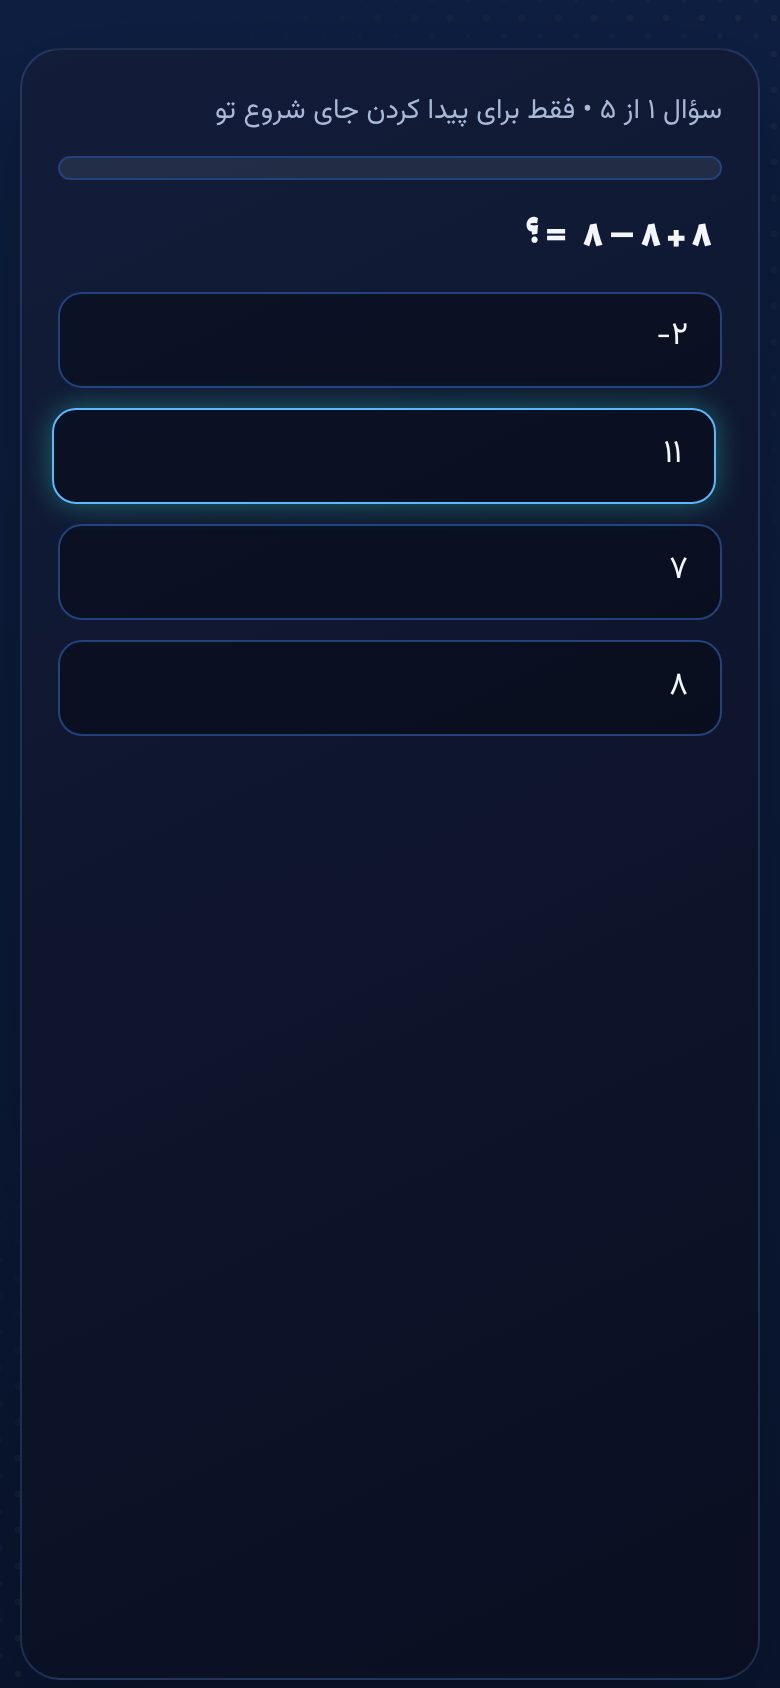 سؤال ۱ از ۵ • فقط برای پیدا کردن جای شروع تو
۸ + ۸ − ۸ = ؟
-۲
۱۱
۷
۸